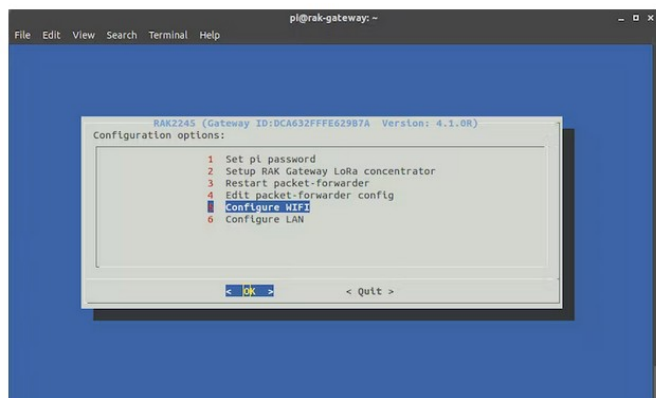 pi@rak-gateway: ~
File Edit View Search Terminal Help
RAK2245 (Gateway ID:DCA632FFFE629B7A Version: 4.1.0R)
Configuration options:
1 Set pi password
2 Setup RAK Gateway LoRa concentrator
3 Restart packet-forwarder
4 Edit packet-forwarder config
5 Configure WIFI
6 Configure LAN
< OK > < Quit >